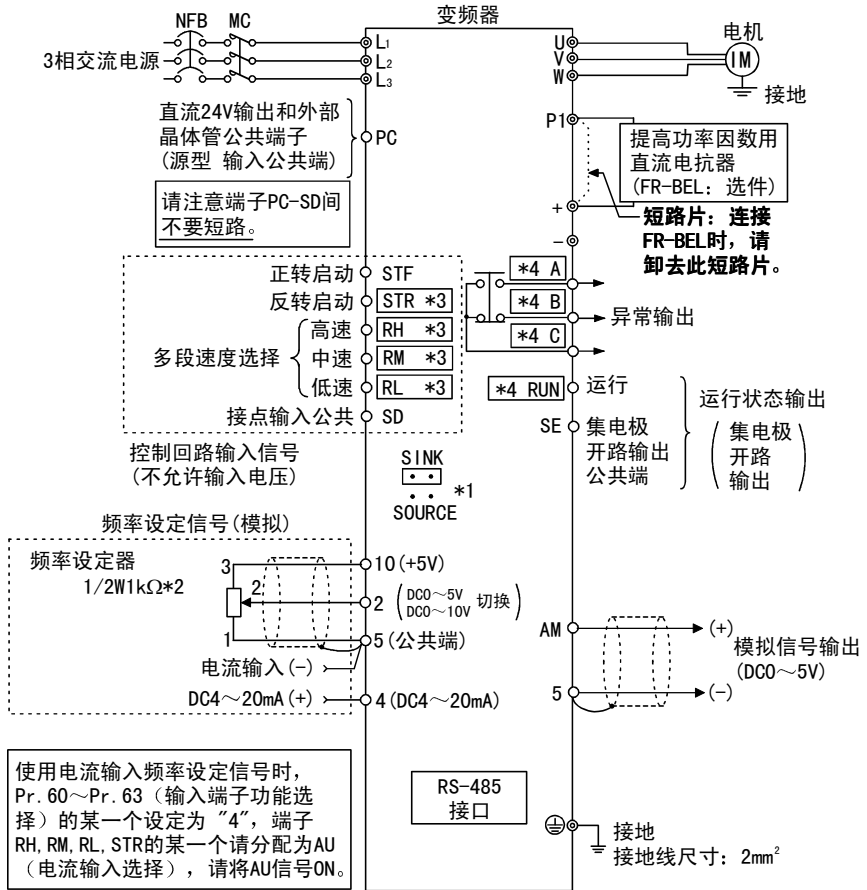 变频器
NFB MC
3相交流电源
L1
L2
L3
U
V
W
电机
IM
接地
直流24V输出和外部
晶体管公共端子
(源型 输入公共端)
PC
请注意端子PC-SD间
不要短路。
P1
提高功率因数用
直流电抗器
(FR-BEL: 选件)
+
短路片: 连接
FR-BEL时, 请
卸去此短路片。
-
正转启动 STF
反转启动 STR *3
多段速度选择
高速 RH *3
中速 RM *3
低速 RL *3
接点输入公共 SD
控制回路输入信号
(不允许输入电压)
*4 A
*4 B
*4 C
异常输出
*4 RUN 运行
SE 集电极
开路输出
公共端
运行状态输出
(集电极
开路
输出)
SINK
*1
SOURCE
频率设定信号(模拟)
频率设定器
1/2W1kΩ*2
3
2
1
10(+5V)
2 (DC0～5V
DC0～10V 切换)
5(公共端)
电流输入(-)
DC4～20mA(+) 4(DC4～20mA)
AM (+)
模拟信号输出
(DC0～5V)
5 (-)
使用电流输入频率设定信号时,
Pr.60～Pr.63 (输入端子功能选
择)的某一个设定为 "4", 端子
RH,RM,RL,STR的某一个请分配为AU
(电流输入选择), 请将AU信号ON。
RS-485
接口
接地
接地线尺寸: 2mm²